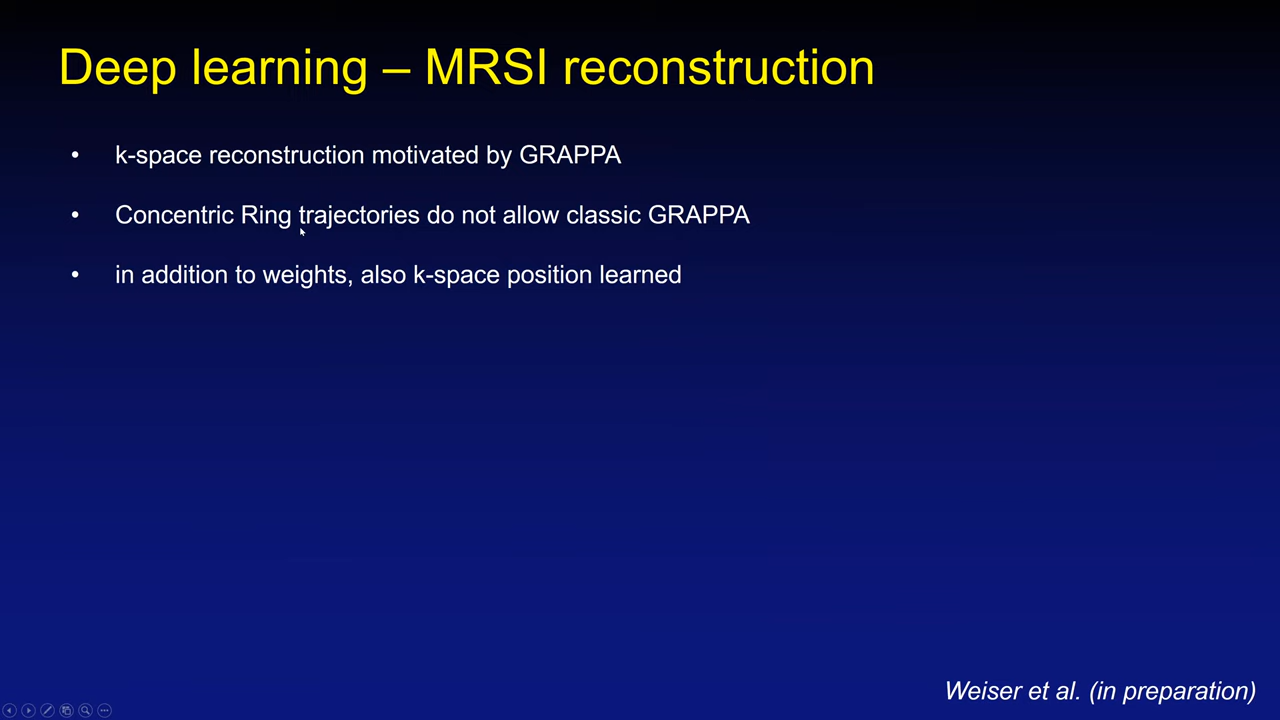 Deep learning – MRSI reconstruction
• k-space reconstruction motivated by GRAPPA
• Concentric Ring trajectories do not allow classic GRAPPA
• in addition to weights, also k-space position learned
Weiser et al. (in preparation)